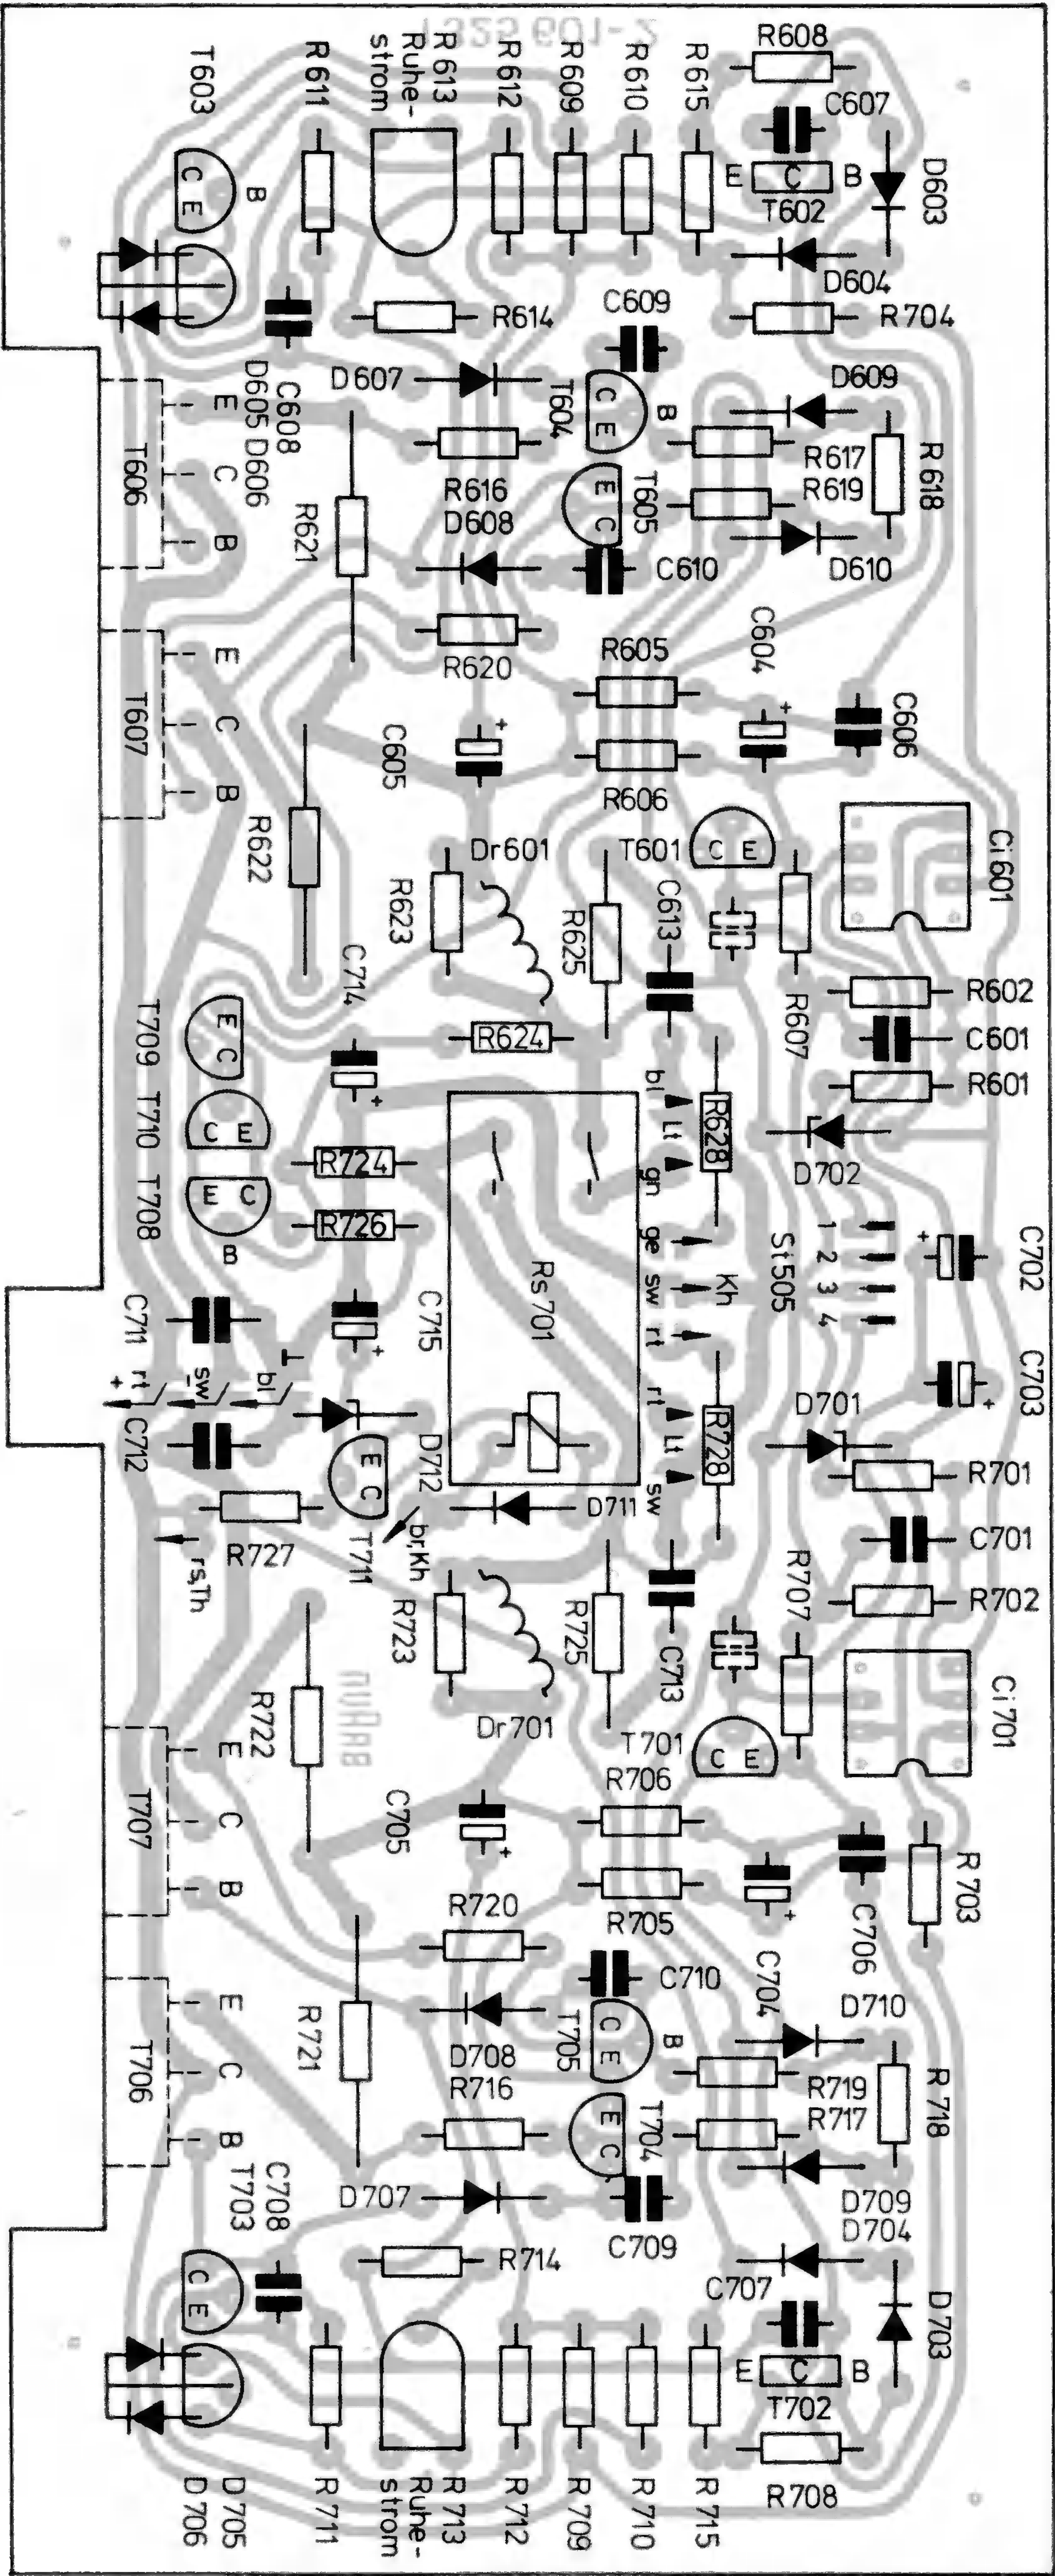 1325 601-2
T603
R611
Ruhe-
strom
R613
R612
R609
R610
R615
R608
C607
E C B
T602
D603
D604
R704
C E
B
R614
C609
C608
D605 D606
D607
T604
C E
B
D609
R617
R619
R618
T606
E
C
B
R621
R616
D608
E C
T605
C610
D610
R620
R605
C604
+
C606
T607
E
C
B
R622
C605
+
R606
Dr601
T601
C E
Ci601
R623
R625
C613
R607
C714
+
R624
R602
C601
R601
T709
T710
T708
E C
C E
E C
B
R724
R726
bl
Lt
gn
R628
D702
ge
sw
rt
Kh
St505
1
2
3
4
C702
+
Rs701
C711
C715
+
C703
+
T
bl
sw
-
rt
+
C712
D712
rt
Lt
sw
R728
D701
R701
E C
T711
D711
br,Kh
R727
rs,Th
C701
R702
R707
R723
R725
C713
Dr701
R722
BRAUN
T701
C E
Ci701
T707
E
C
B
C705
+
R706
R705
C706
R703
R720
C704
+
C710
T706
E
C
B
R721
D708
R716
T705
C E
B
D710
R719
R717
R718
E C
T704
C708
T703
D707
C709
D709
D704
C E
R714
C707
D703
E C B
T702
R708
D706
D705
R711
Ruhe-
strom
R713
R712
R709
R710
R715